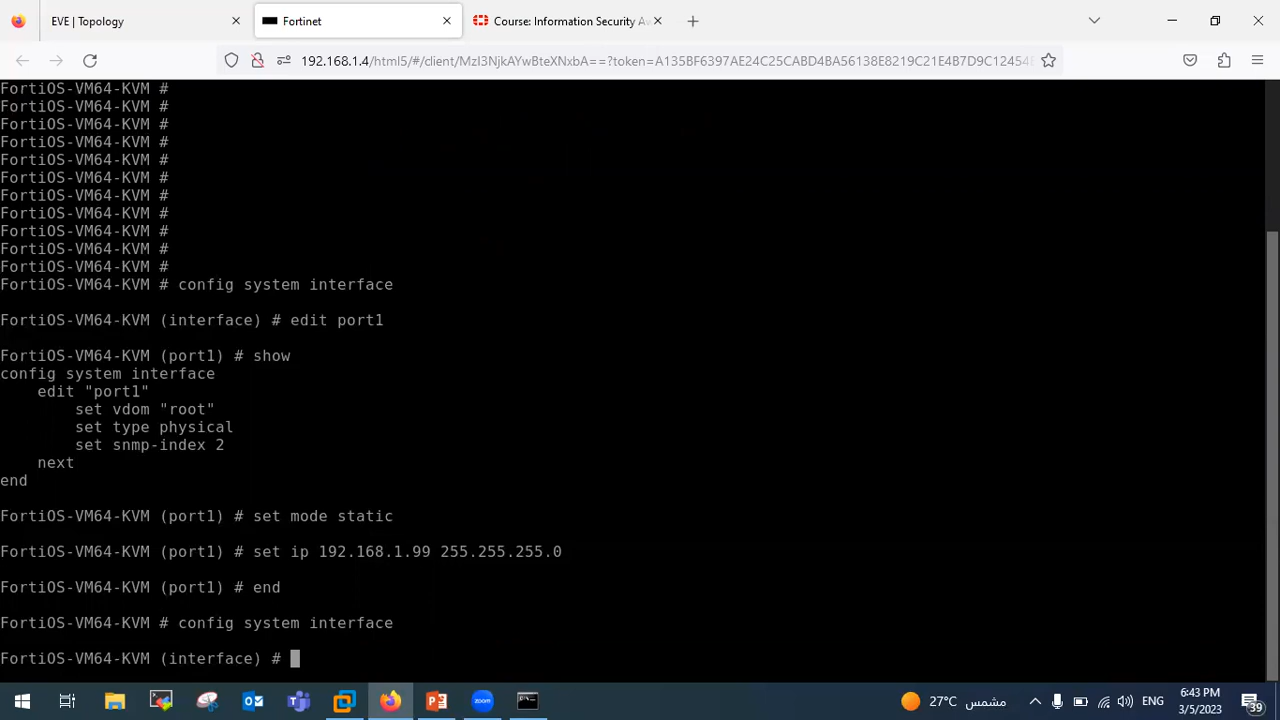 EVE | Topology
Fortinet
Course: Information Security Aw
192.168.1.4/html5/#/client/MzI3NjkAYwBteXNxbA==?token=A135BF6397AE24C25CABD4BA56138E8219C21E4B7D9C12454
FortiOS-VM64-KVM #
FortiOS-VM64-KVM #
FortiOS-VM64-KVM #
FortiOS-VM64-KVM #
FortiOS-VM64-KVM #
FortiOS-VM64-KVM #
FortiOS-VM64-KVM #
FortiOS-VM64-KVM #
FortiOS-VM64-KVM #
FortiOS-VM64-KVM #
FortiOS-VM64-KVM #
FortiOS-VM64-KVM # config system interface
FortiOS-VM64-KVM (interface) # edit port1
FortiOS-VM64-KVM (port1) # show
config system interface
    edit "port1"
        set vdom "root"
        set type physical
        set snmp-index 2
    next
end
FortiOS-VM64-KVM (port1) # set mode static
FortiOS-VM64-KVM (port1) # set ip 192.168.1.99 255.255.255.0
FortiOS-VM64-KVM (port1) # end
FortiOS-VM64-KVM # config system interface
FortiOS-VM64-KVM (interface) #
27°C مشمس
ENG
6:43 PM
3/5/2023
39